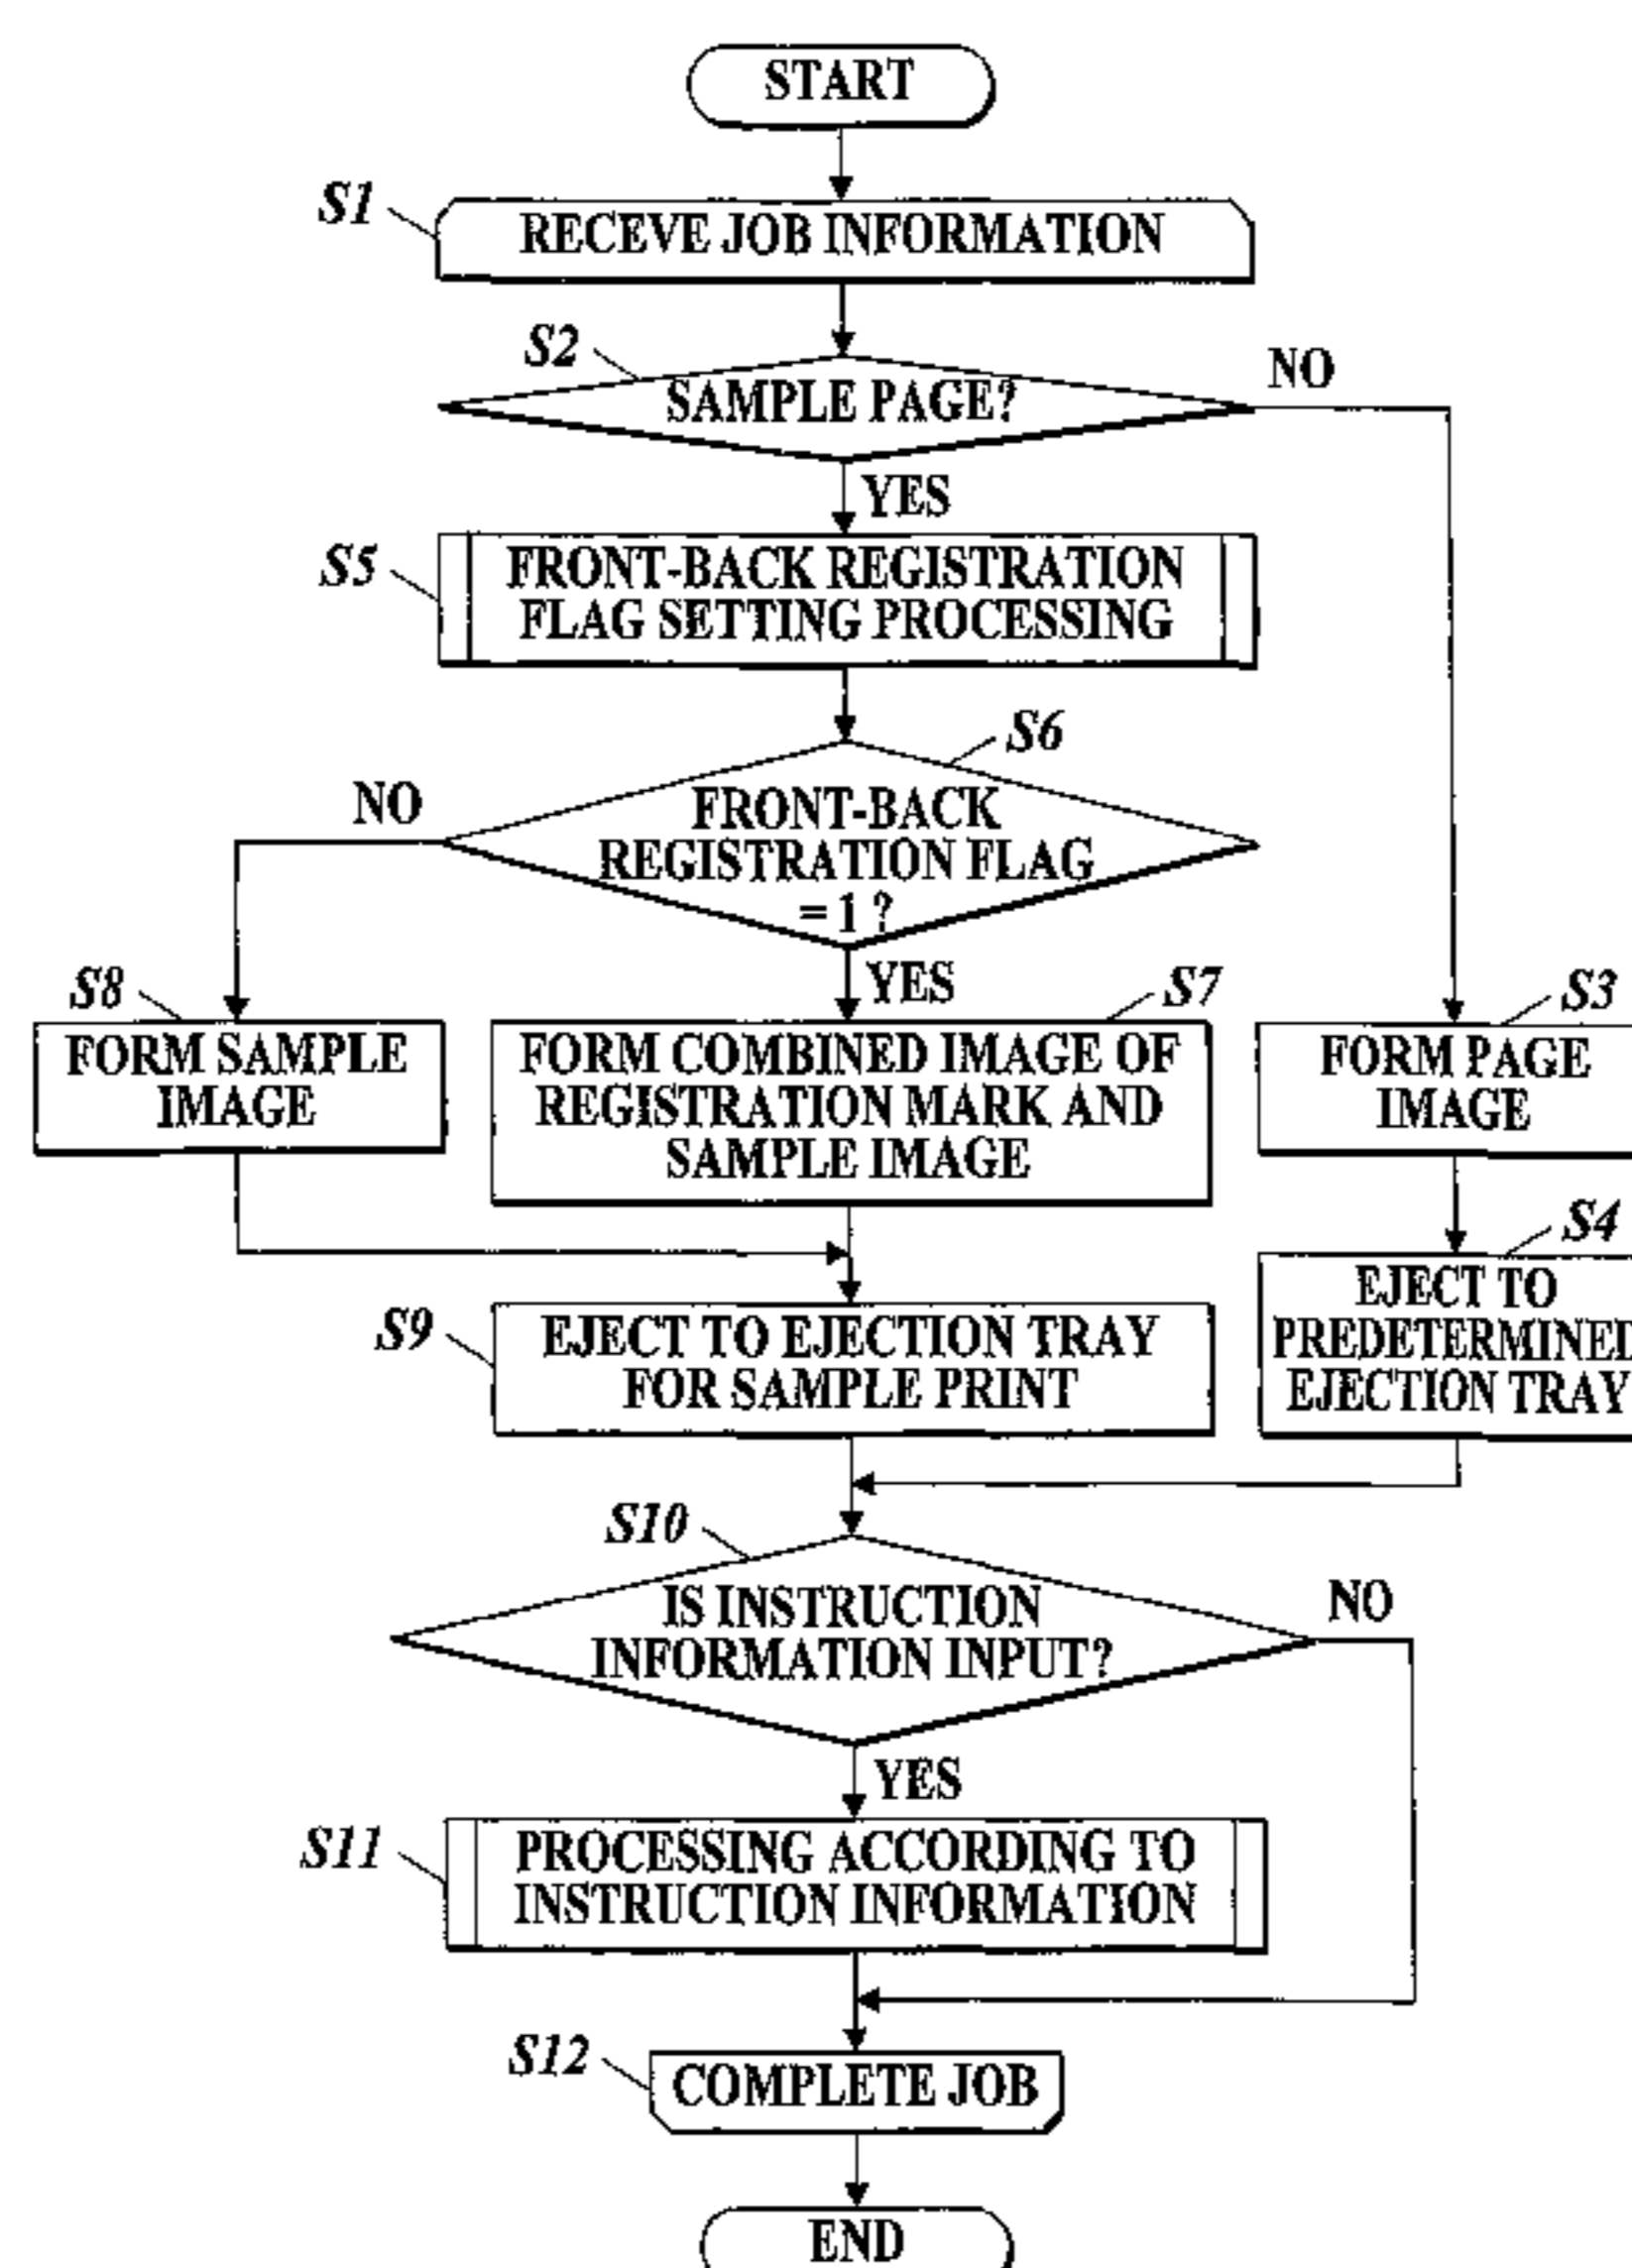 START
S1
RECEVE JOB INFORMATION
S2
SAMPLE PAGE?
NO
YES
S5
FRONT-BACK REGISTRATION
FLAG SETTING PROCESSING
S6
NO
FRONT-BACK
REGISTRATION FLAG
= 1 ?
YES
S8
FORM SAMPLE
IMAGE
S7
FORM COMBINED IMAGE OF
REGISTRATION MARK AND
SAMPLE IMAGE
S3
FORM PAGE
IMAGE
S4
EJECT TO
PREDETERMINED
EJECTION TRAY
S9
EJECT TO EJECTION TRAY
FOR SAMPLE PRINT
S10
IS INSTRUCTION
INFORMATION INPUT?
NO
YES
S11
PROCESSING ACCORDING TO
INSTRUCTION INFORMATION
S12
COMPLETE JOB
END